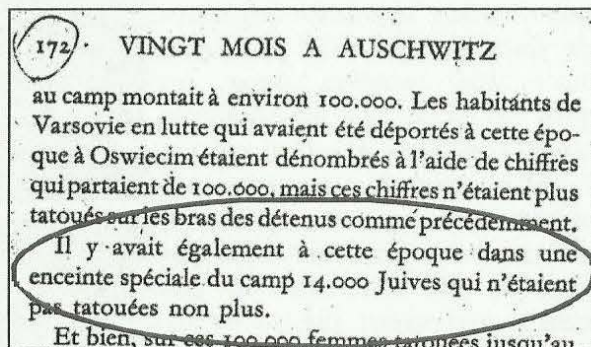 172. VINGT MOIS A AUSCHWITZ
au camp montait à environ 100.000. Les habitants de
Varsovie en lutte qui avaient été déportés à cette épo-
que à Oswiecim étaient dénombrés à l'aide de chiffres
qui partaient de 100.600, mais ces chiffres n'étaient plus
tatoués sur les bras des détenus comme précédemment.
Il y avait également à cette époque dans une
enceinte spéciale du camp 14.000 Juives qui n'étaient
pas tatouées non plus.
Et bien, sur ces 100.000 femmes tatouées jusqu'au